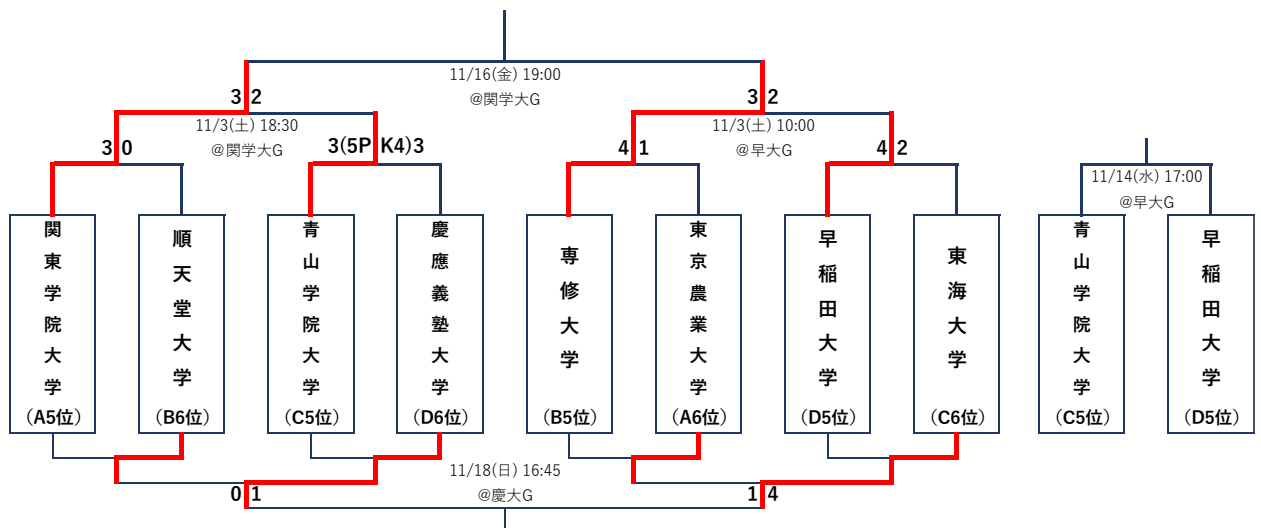 11/16(金) 19:00
@関学大G
3 2
3 2
11/3(土) 18:30
@関学大G
11/3(土) 10:00
@早大G
3 0
3(5PK4)3
4 1
4 2
11/14(水) 17:00
@早大G
関東学院大学
(A5位)
順天堂大学
(B6位)
青山学院大学
(C5位)
慶應義塾大学
(D6位)
専修大学
(B5位)
東京農業大学
(A6位)
早稲田大学
(D5位)
東海大学
(C6位)
青山学院大学
(C5位)
早稲田大学
(D5位)
11/18(日) 16:45
@慶大G
0 1
1 4